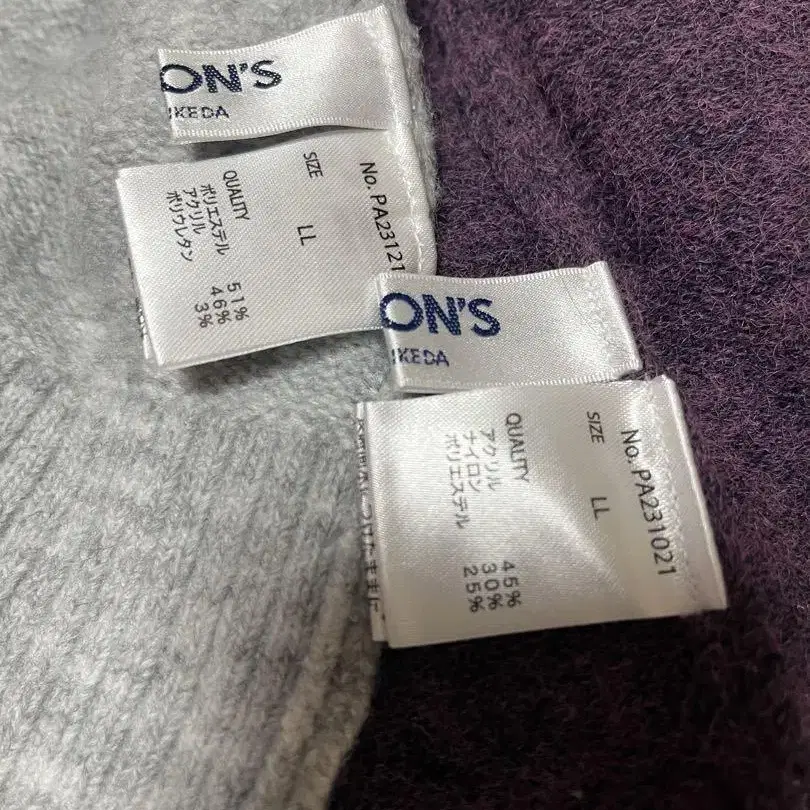 ON'S
IKEDA
No.PA23121
SIZE LL
QUALITY
ポリエステル 51%
アクリル 46%
ポリウレタン 3%
ON'S
IKEDA
No.PA231021
SIZE LL
QUALITY
アクリル 45%
ナイロン 30%
ポリエステル 25%